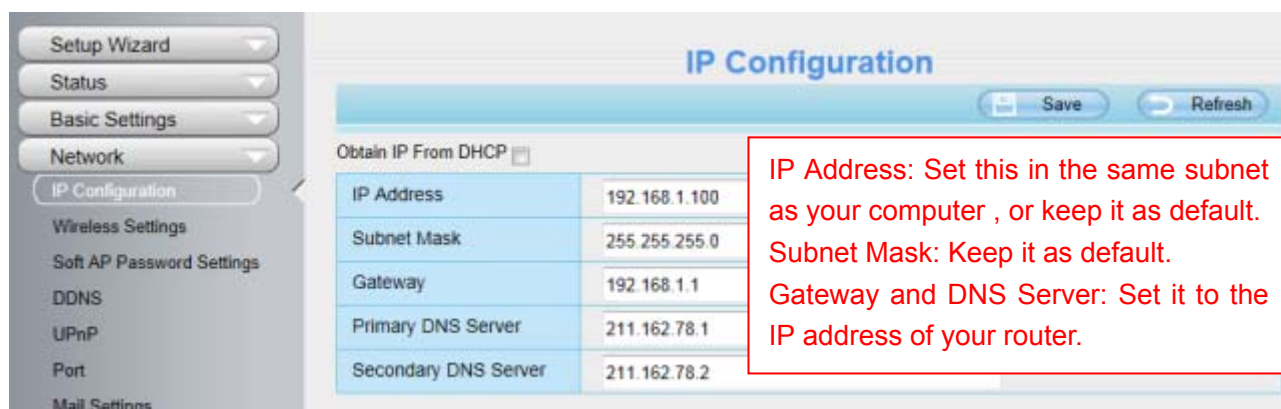 Setup Wizard
Status
Basic Settings
Network
IP Configuration
Wireless Settings
Soft AP Password Settings
DDNS
UPnP
Port
Mail Settings
IP Configuration
Save Refresh
Obtain IP From DHCP
IP Address 192.168.1.100
Subnet Mask 255.255.255.0
Gateway 192.168.1.1
Primary DNS Server 211.162.78.1
Secondary DNS Server 211.162.78.2
IP Address: Set this in the same subnet
as your computer , or keep it as default.
Subnet Mask: Keep it as default.
Gateway and DNS Server: Set it to the
IP address of your router.